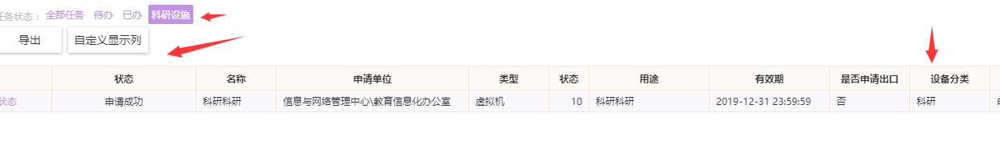 任务状态： 全部任务 待办 已办 科研设施
导出 自定义显示列
状态 名称 申请单位 类型 状态 用途 有效期 是否申请出口 设备分类
状态 申请成功 科研科研 信息与网络管理中心\教育信息化办公室 虚拟机 10 科研科研 2019-12-31 23:59:59 否 科研